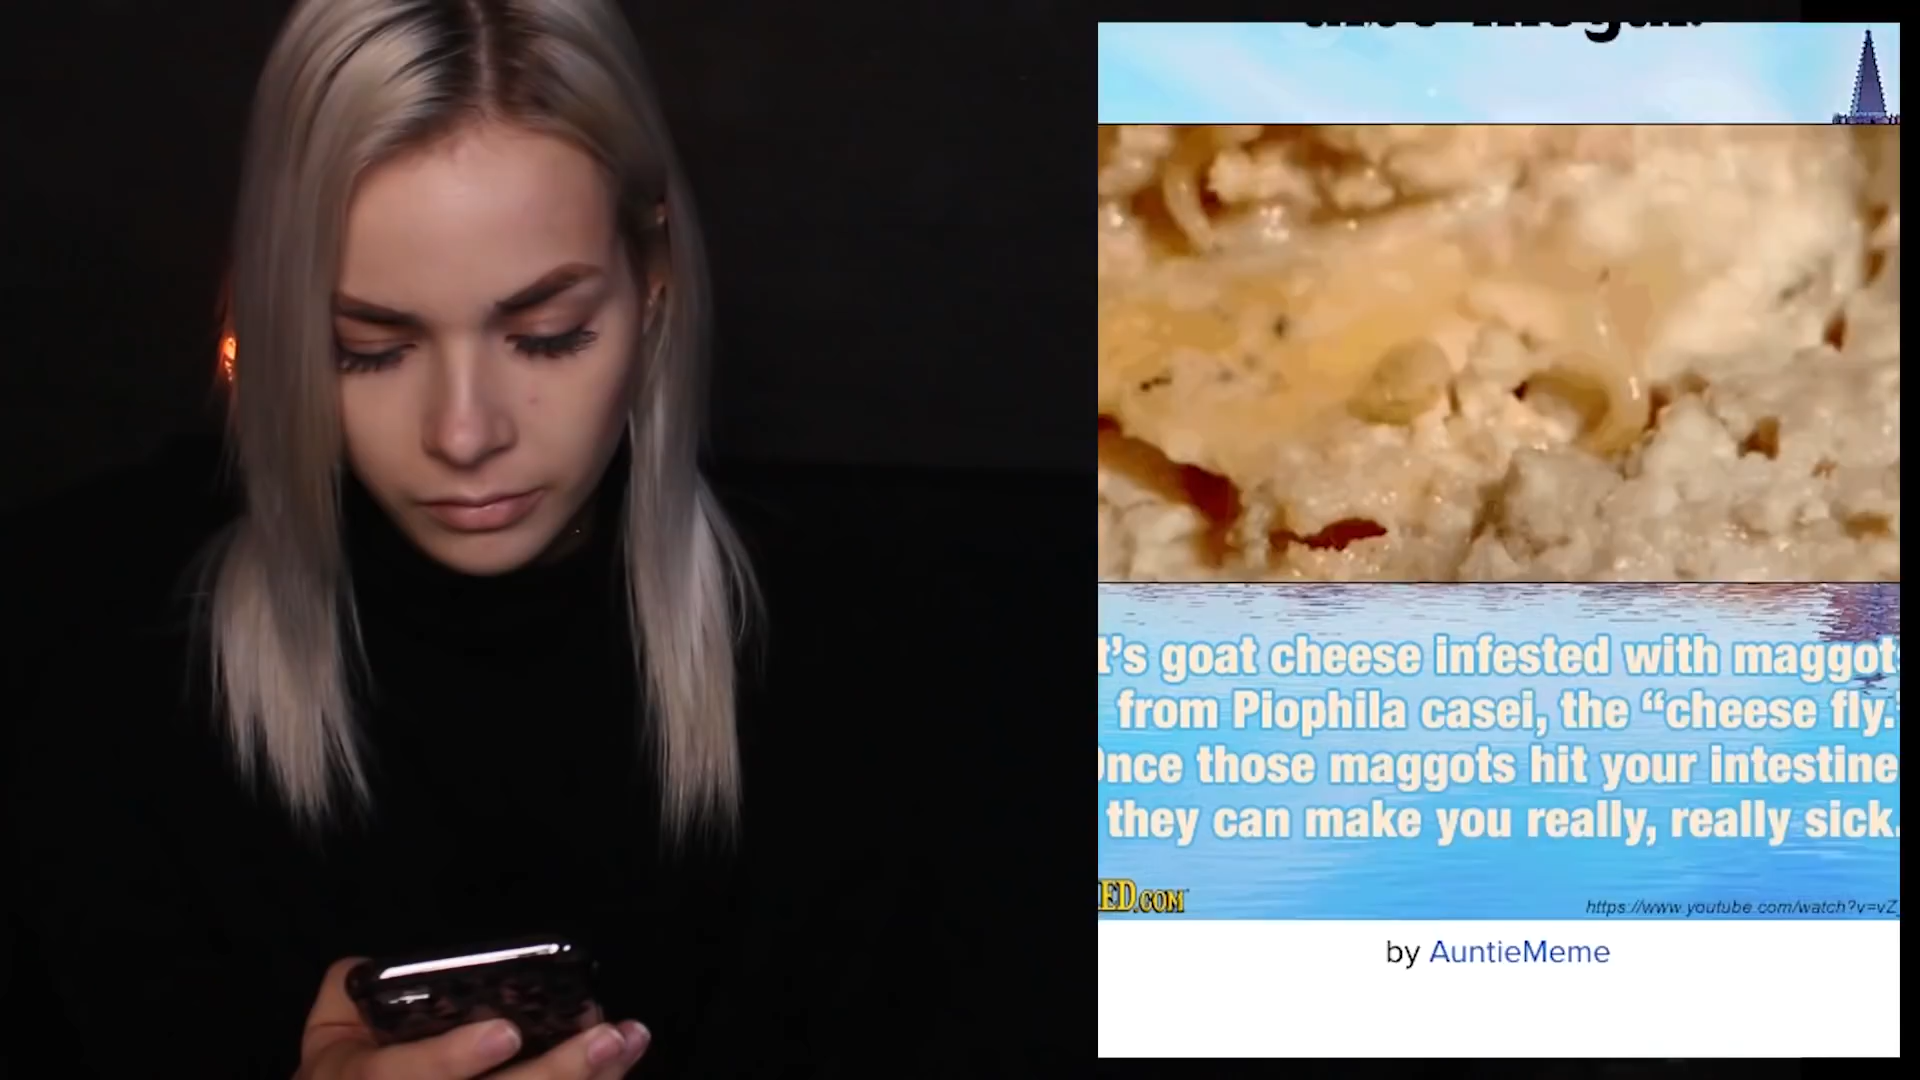 t's goat cheese infested with maggot
from Piophila casei, the “cheese fly.
nce those maggots hit your intestine
they can make you really, really sick.
ED.COM
https://www.youtube.com/watch?v=vZ
by AuntieMeme